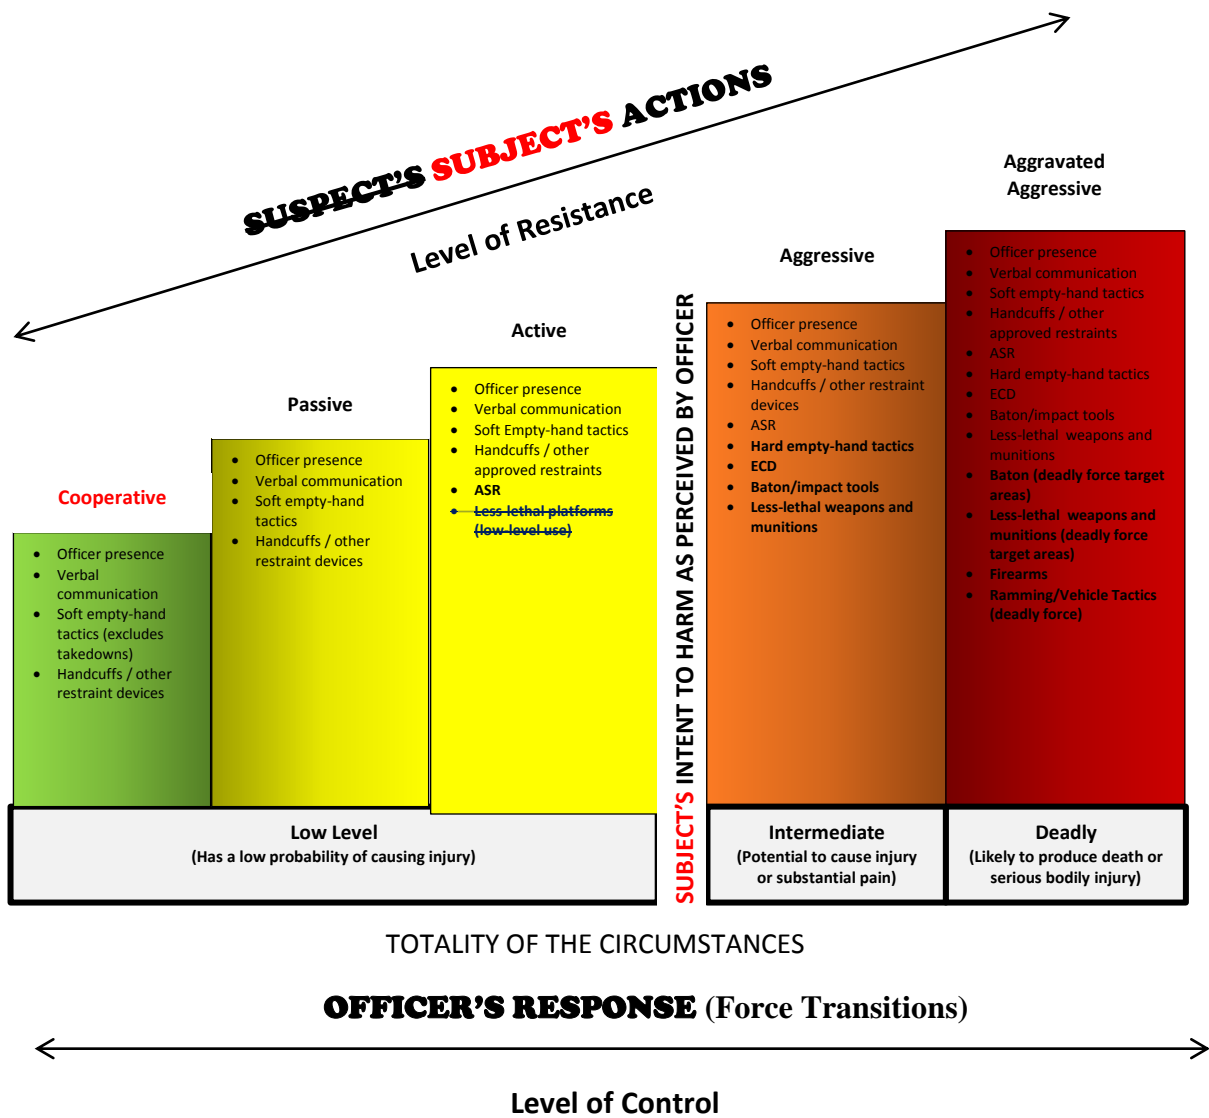 SUSPECT'S SUBJECT'S ACTIONS
Level of Resistance
Cooperative
• Officer presence
• Verbal
communication
• Soft empty-hand
tactics (excludes
takedowns)
• Handcuffs / other
restraint devices
Passive
• Officer presence
• Verbal communication
• Soft empty-hand
tactics
• Handcuffs / other
restraint devices
Active
• Officer presence
• Verbal communication
• Soft Empty-hand tactics
• Handcuffs / other
approved restraints
• ASR
• Less-lethal platforms
(low-level use)
SUBJECT'S INTENT TO HARM AS PERCEIVED BY OFFICER
Aggressive
• Officer presence
• Verbal communication
• Soft empty-hand tactics
• Handcuffs / other restraint
devices
• ASR
• Hard empty-hand tactics
• ECD
• Baton/impact tools
• Less-lethal weapons and
munitions
Aggravated
Aggressive
• Officer presence
• Verbal communication
• Soft empty-hand tactics
• Handcuffs / other
approved restraints
• ASR
• Hard empty-hand tactics
• ECD
• Baton/impact tools
• Less-lethal weapons and
munitions
• Baton (deadly force target
areas)
• Less-lethal weapons and
munitions (deadly force
target areas)
• Firearms
• Ramming/Vehicle Tactics
(deadly force)
Low Level
(Has a low probability of causing injury)
Intermediate
(Potential to cause injury
or substantial pain)
Deadly
(Likely to produce death or
serious bodily injury)
TOTALITY OF THE CIRCUMSTANCES
OFFICER'S RESPONSE (Force Transitions)
Level of Control